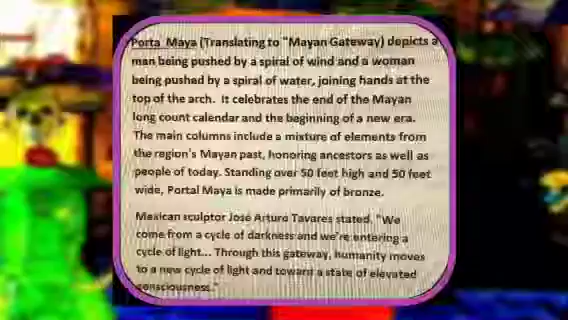 Porta Maya (Translating to "Mayan Gateway) depicts a
man being pushed by a spiral of wind and a woman
being pushed by a spiral of water, joining hands at the
top of the arch. It celebrates the end of the Mayan
long count calendar and the beginning of a new era.
The main columns include a mixture of elements from
the region's Mayan past, honoring ancestors as well as
people of today. Standing over 50 feet high and 50 feet
wide, Portal Maya is made primarily of bronze.
Mexican sculptor José Arturo Tavares stated. "We
come from a cycle of darkness and we're entering a
cycle of light... Through this gateway, humanity moves
to a new cycle of light and toward a state of elevated
consciousness."